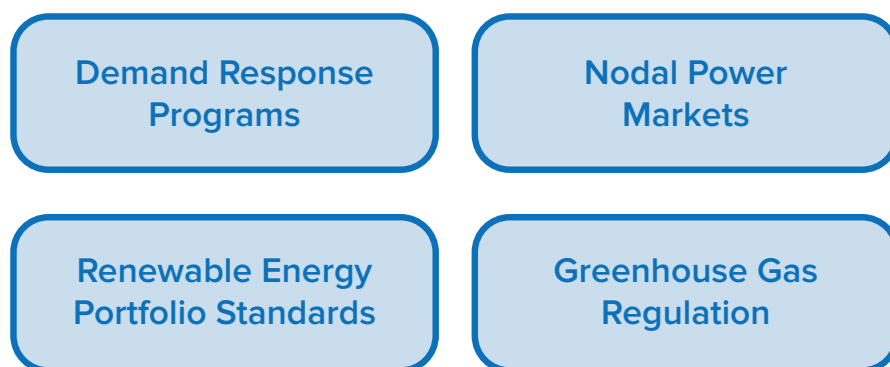 Demand Response
Programs
Nodal Power
Markets
Renewable Energy
Portfolio Standards
Greenhouse Gas
Regulation